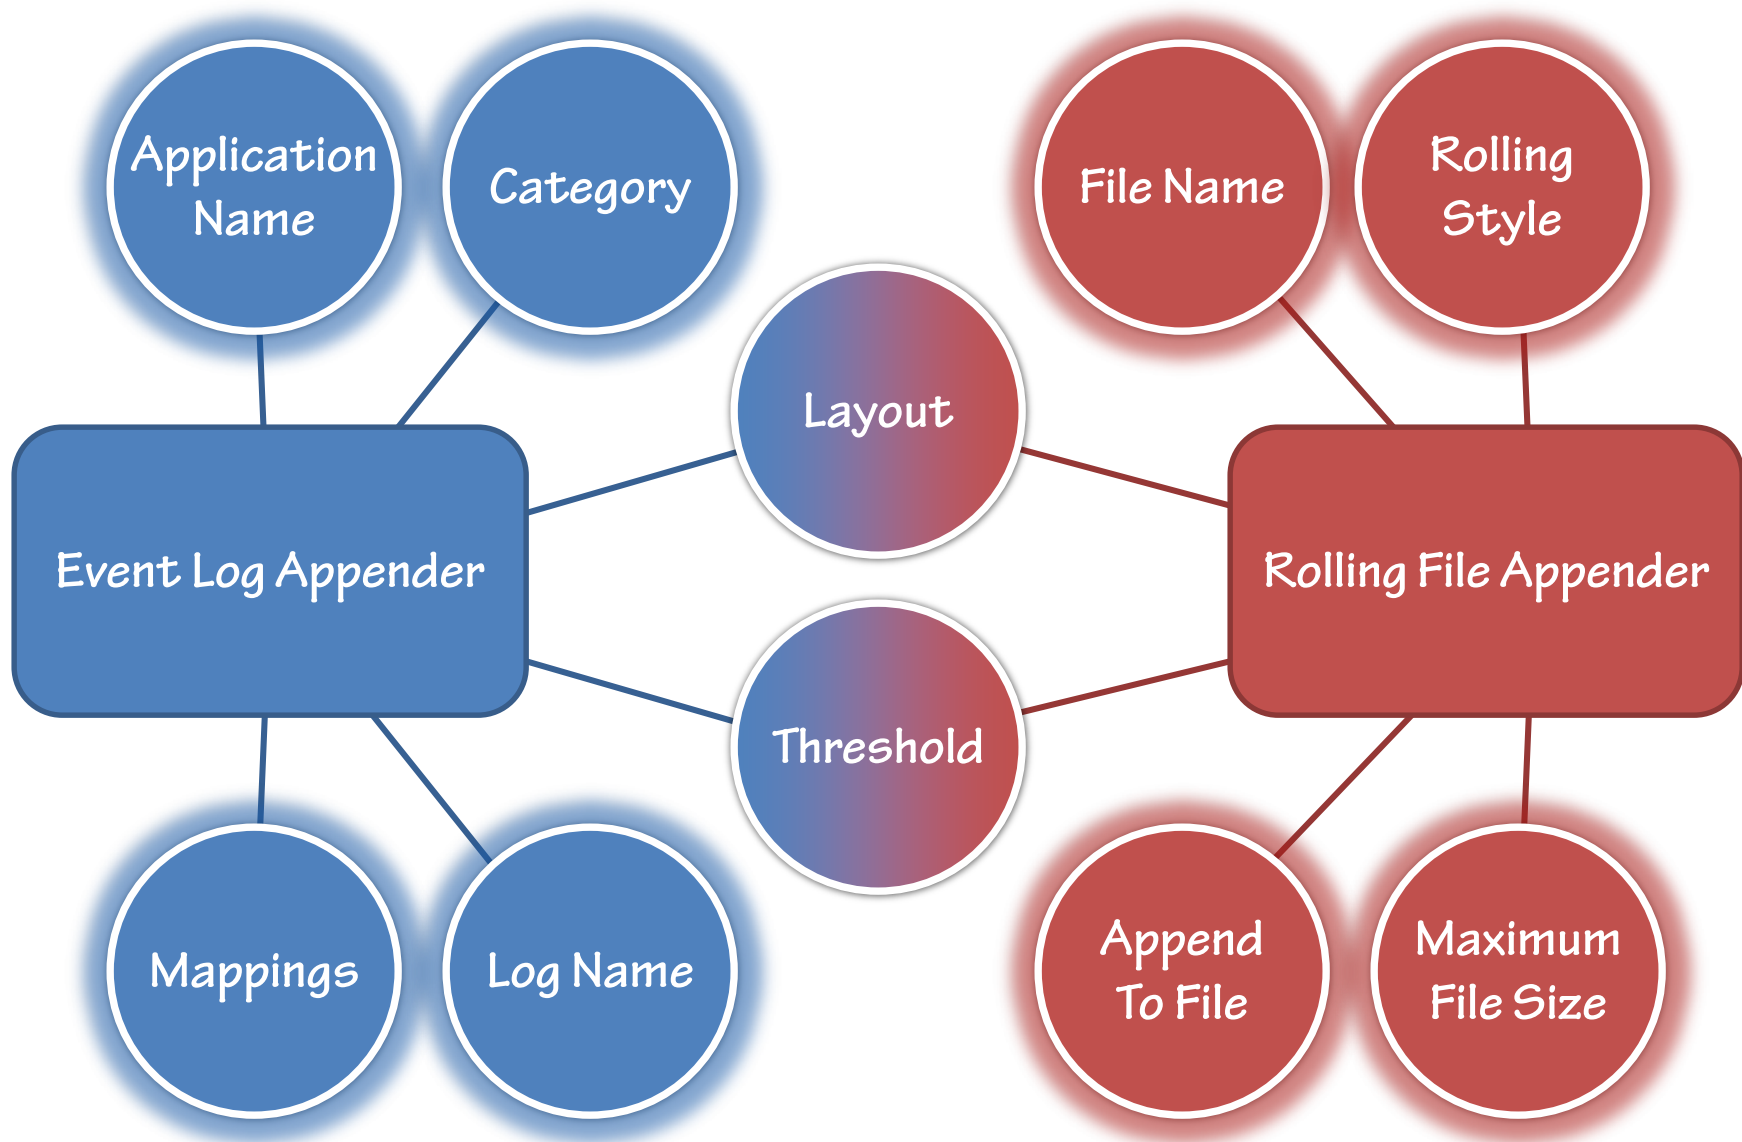 Application
Name
Category
File Name
Rolling
Style
Layout
Event Log Appender
Rolling File Appender
Threshold
Mappings
Log Name
Append
To File
Maximum
File Size